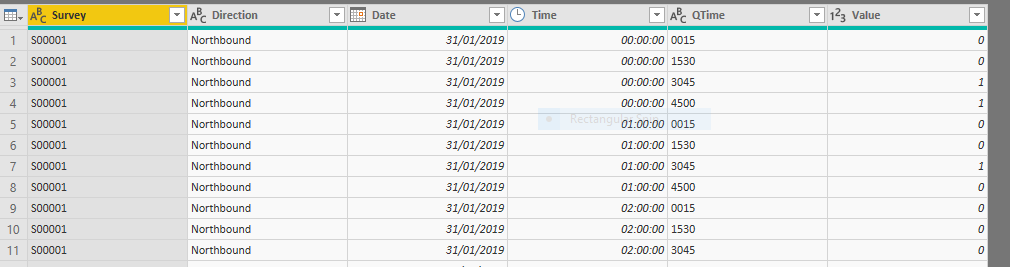 Survey Direction Date Time QTime Value
1 S00001 Northbound 31/01/2019 00:00:00 0015 0
2 S00001 Northbound 31/01/2019 00:00:00 1530 0
3 S00001 Northbound 31/01/2019 00:00:00 3045 1
4 S00001 Northbound 31/01/2019 00:00:00 4500 1
5 S00001 Northbound 31/01/2019 01:00:00 0015 0
6 S00001 Northbound 31/01/2019 01:00:00 1530 0
7 S00001 Northbound 31/01/2019 01:00:00 3045 1
8 S00001 Northbound 31/01/2019 01:00:00 4500 0
9 S00001 Northbound 31/01/2019 02:00:00 0015 0
10 S00001 Northbound 31/01/2019 02:00:00 1530 0
11 S00001 Northbound 31/01/2019 02:00:00 3045 0